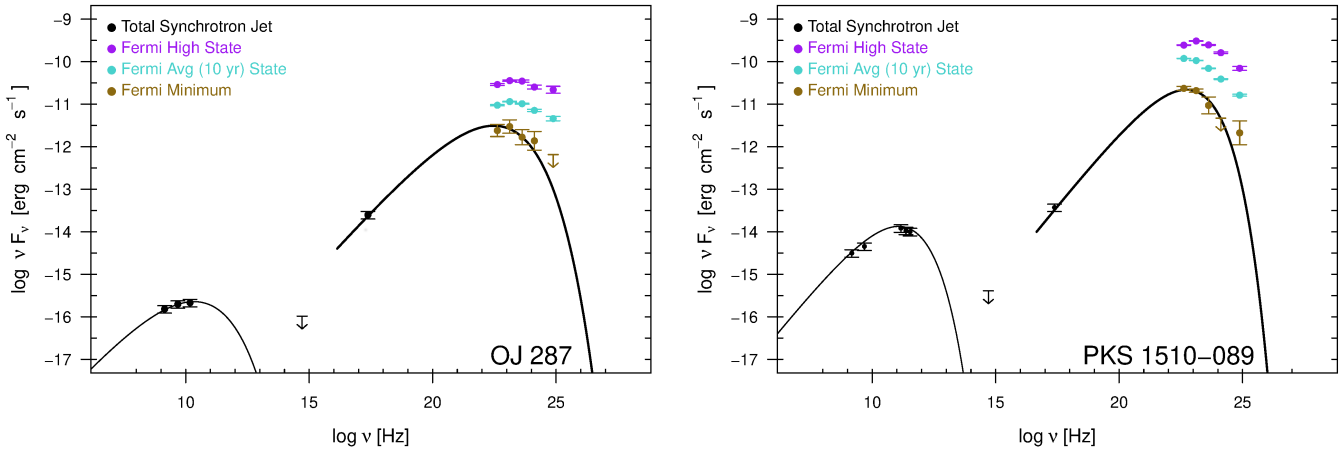 Total Synchrotron Jet
Fermi High State
Fermi Avg (10 yr) State
Fermi Minimum
−9
−10
−11
−12
−13
−14
−15
−16
−17
log ν Fν [erg cm−2 s−1]
OJ 287
10
15
20
25
log ν [Hz]
Total Synchrotron Jet
Fermi High State
Fermi Avg (10 yr) State
Fermi Minimum
−9
−10
−11
−12
−13
−14
−15
−16
−17
log ν Fν [erg cm−2 s−1]
PKS 1510−089
10
15
20
25
log ν [Hz]